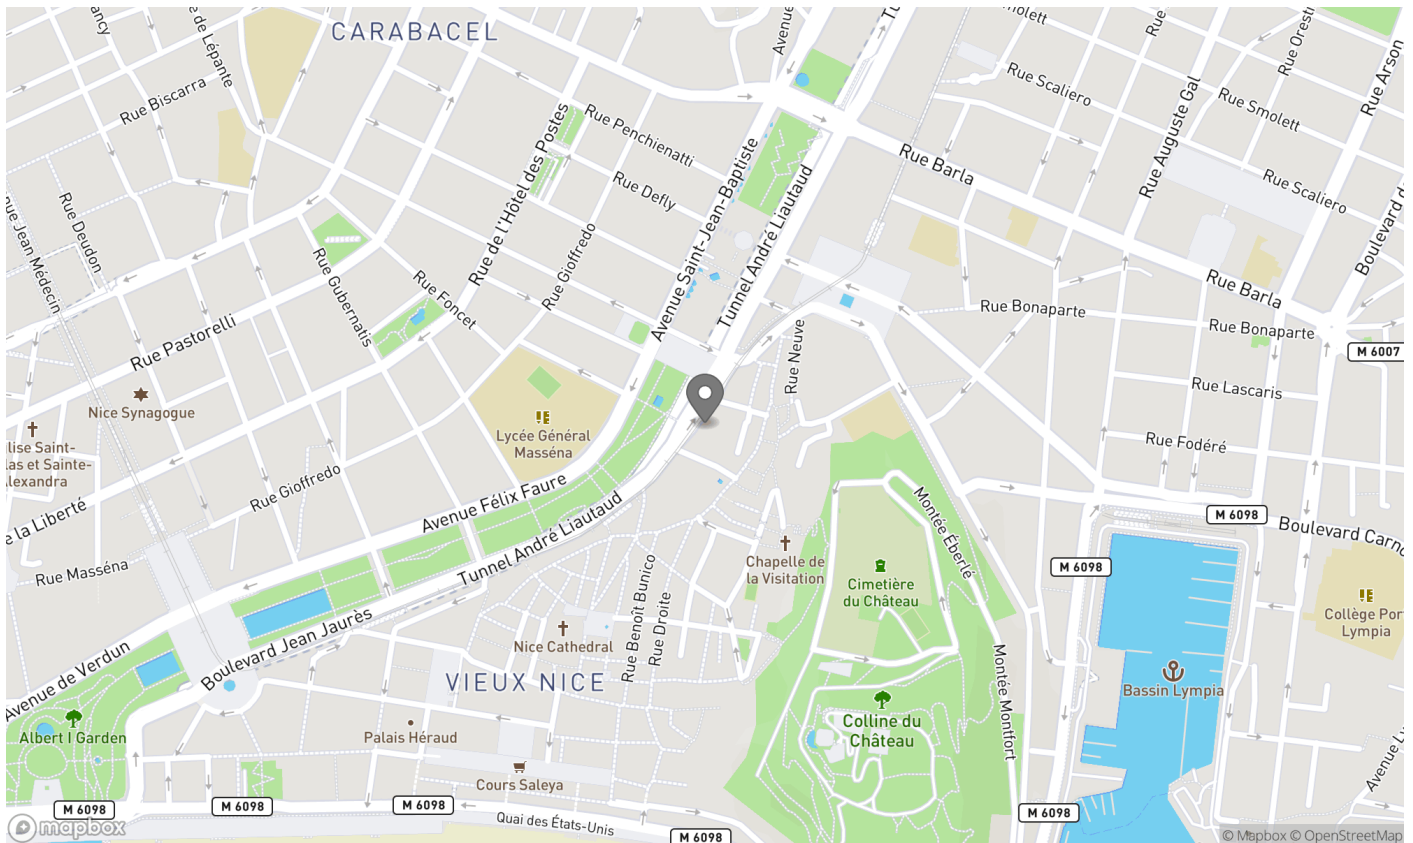 CARABACEL
Rue Biscarra
Rue Penchienatti
Rue Defly
Rue de l'Hôtel des Postes
Avenue Saint-Jean-Baptiste
Tunnel André Liautaud
Rue Barla
Rue Scaliero
Rue Smolett
Rue Auguste Gal
Rue Arson
Rue Scaliero
Rue Deudon
Rue Jean Médecin
Rue Gubernatis
Rue Foncet
Rue Gioffredo
Rue Pastorelli
Rue Neuve
Rue Bonaparte
Rue Barla
Rue Bonaparte
M 6007
Rue Lascaris
Rue Fodéré
Nice Synagogue
Lycée Général
Masséna
Rue Gioffredo
Avenue Félix Faure
Tunnel André Liautaud
Rue Masséna
Montée Éberlé
M 6098
Boulevard Carno
M 6098
Chapelle de
la Visitation
Cimetière
du Château
Rue Benoît Bunico
Rue Droite
Nice Cathedral
VIEUX NICE
Boulevard Jean Jaurès
Avenue de Verdun
Albert I Garden
Palais Héraud
Cours Saleya
Colline du
Château
Montée Montfort
Bassin Lympia
Collège Por
Lympia
M 6098
M 6098
M 6098
Quai des États-Unis
M 6098
M 6098
mapbox
© Mapbox © OpenStreetMap